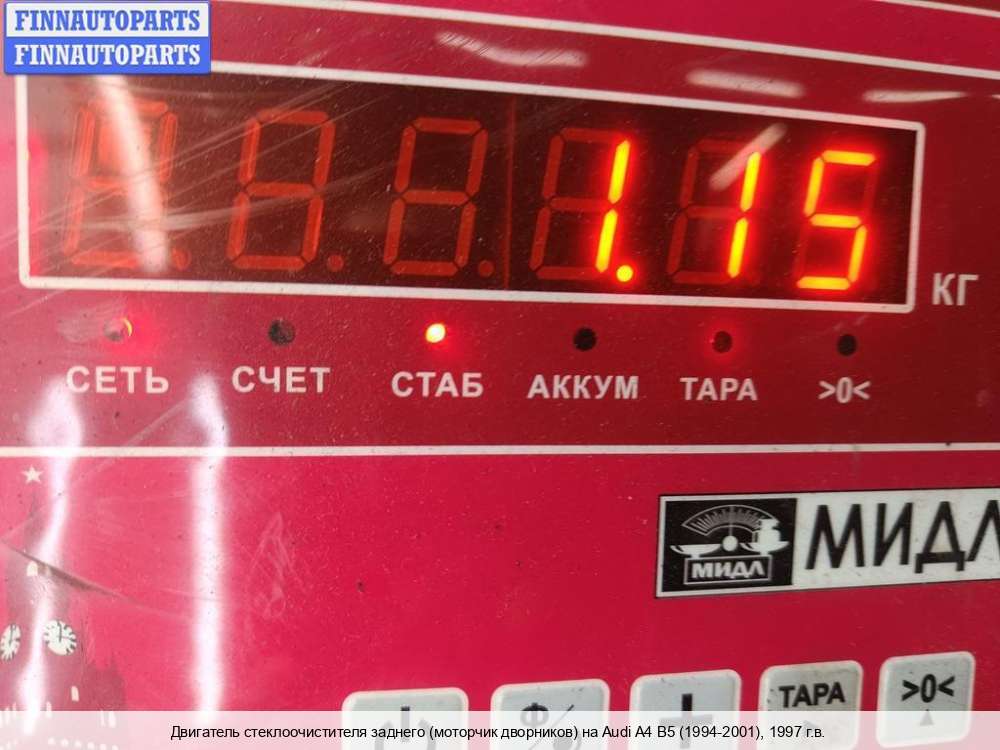 FINNAUTOPARTS
FINNAUTOPARTS
1.15
КГ
СЕТЬ СЧЕТ СТАБ АККУМ ТАРА >0<
МИДЛ
МИДЛ
Ф + ТАРА >0<
Двигатель стеклоочистителя заднего (моторчик дворников) на Audi A4 B5 (1994-2001), 1997 г.в.